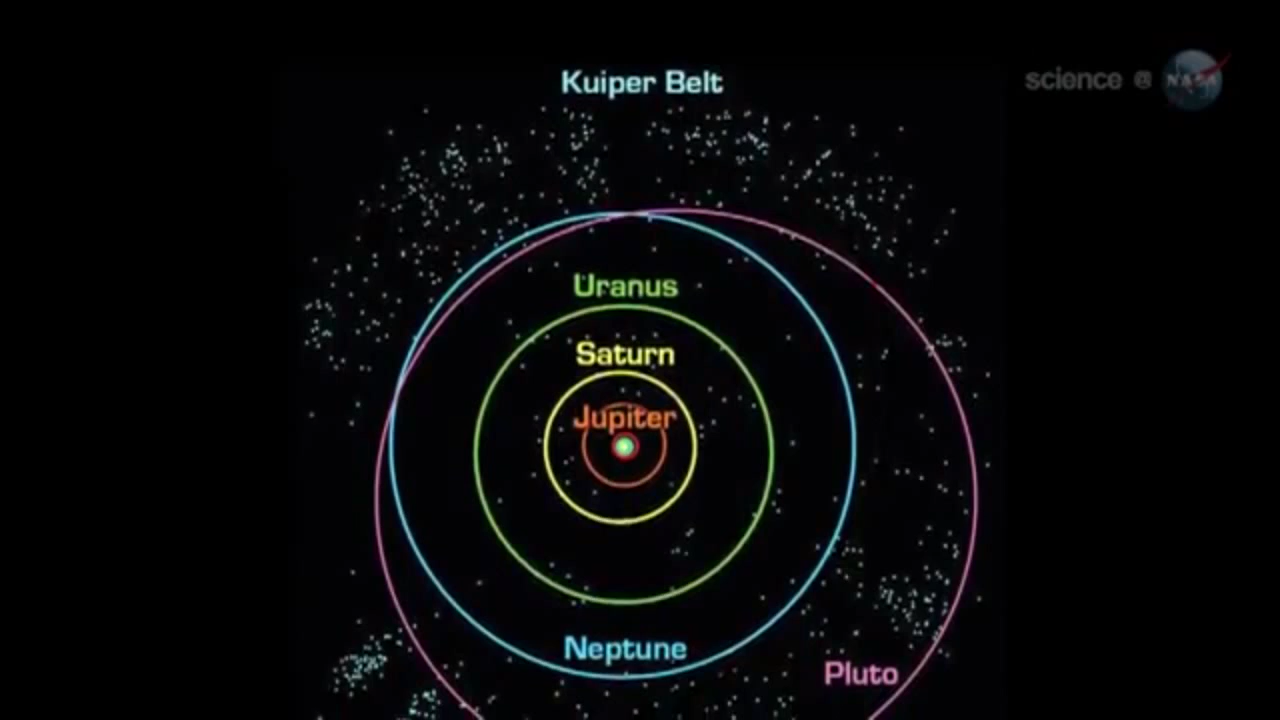 Kuiper Belt
science @ NASA
Uranus
Saturn
Jupiter
Neptune
Pluto